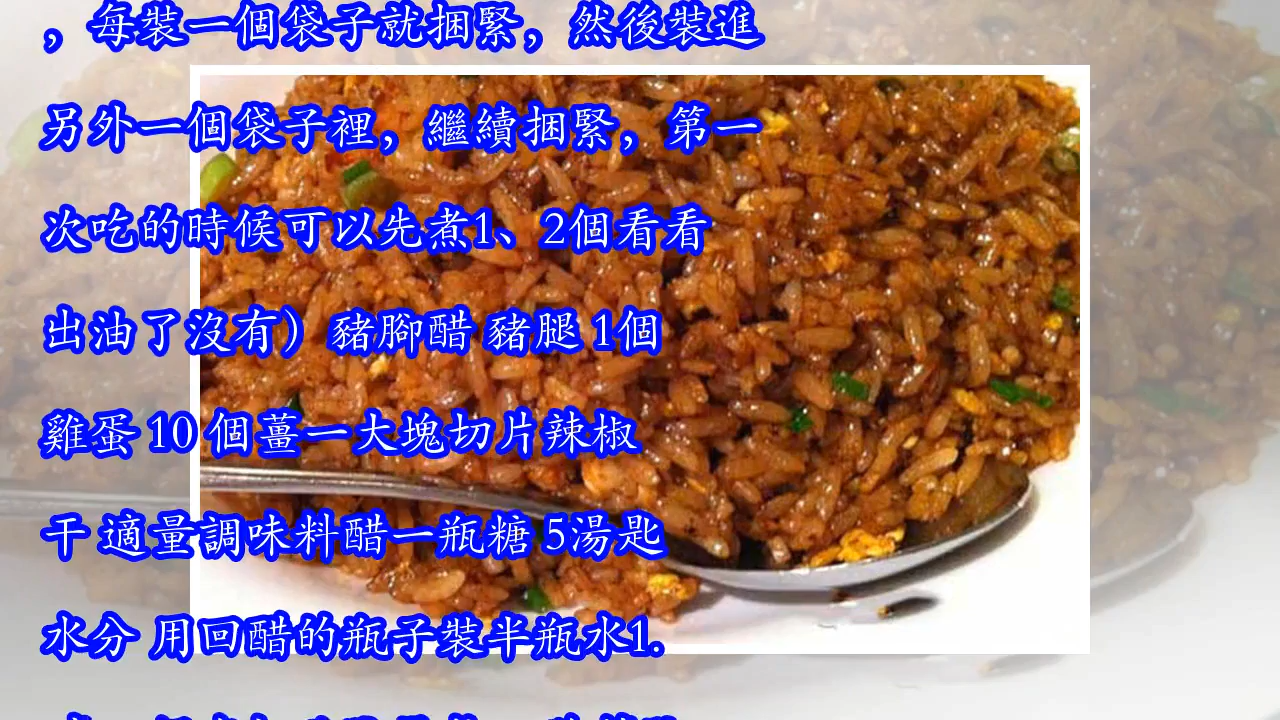 ，每裝一個袋子就捆緊，然後裝進
另外一個袋子裡，繼續捆緊，第一
次吃的時候可以先煮1、2個看看
出油了沒有）豬腳醋 豬腿 1個
雞蛋 10 個薑一大塊切片辣椒
干 適量調味料醋一瓶糖 5湯匙
水分 用回醋的瓶子裝半瓶水1.